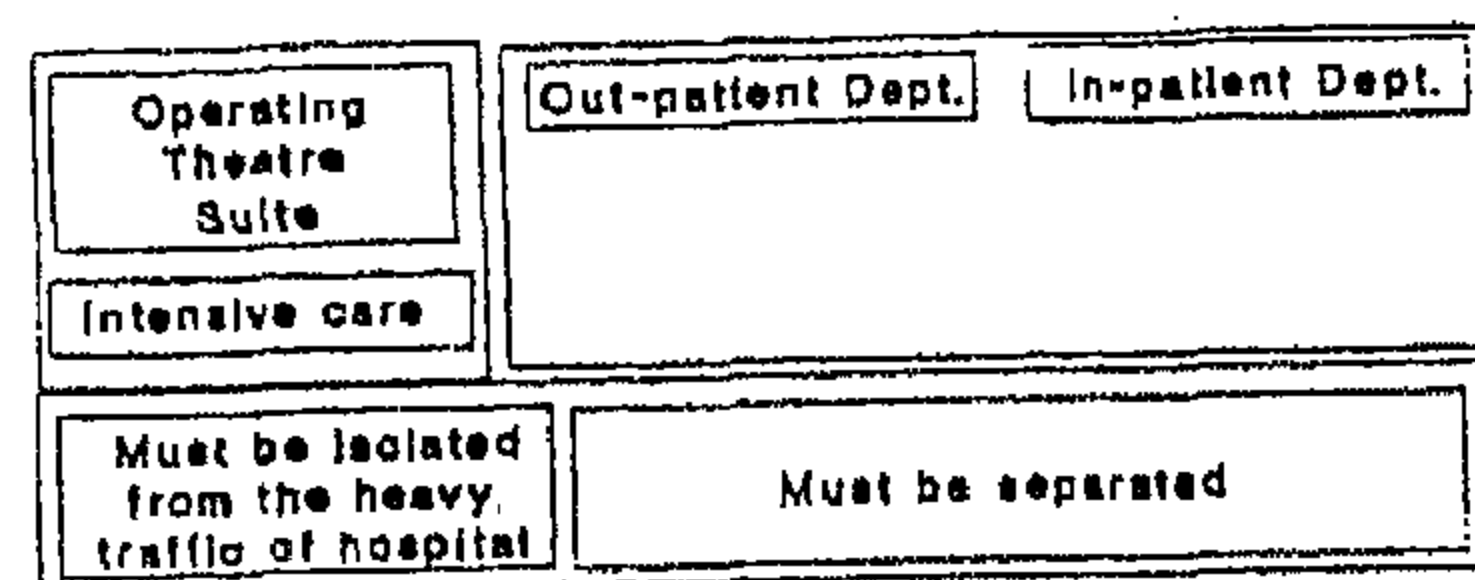 Operating
Theatre
Suite
Intensive care
Out-patient Dept.
In-patient Dept.
Must be isolated
from the heavy
traffic of hospital
Must be separated